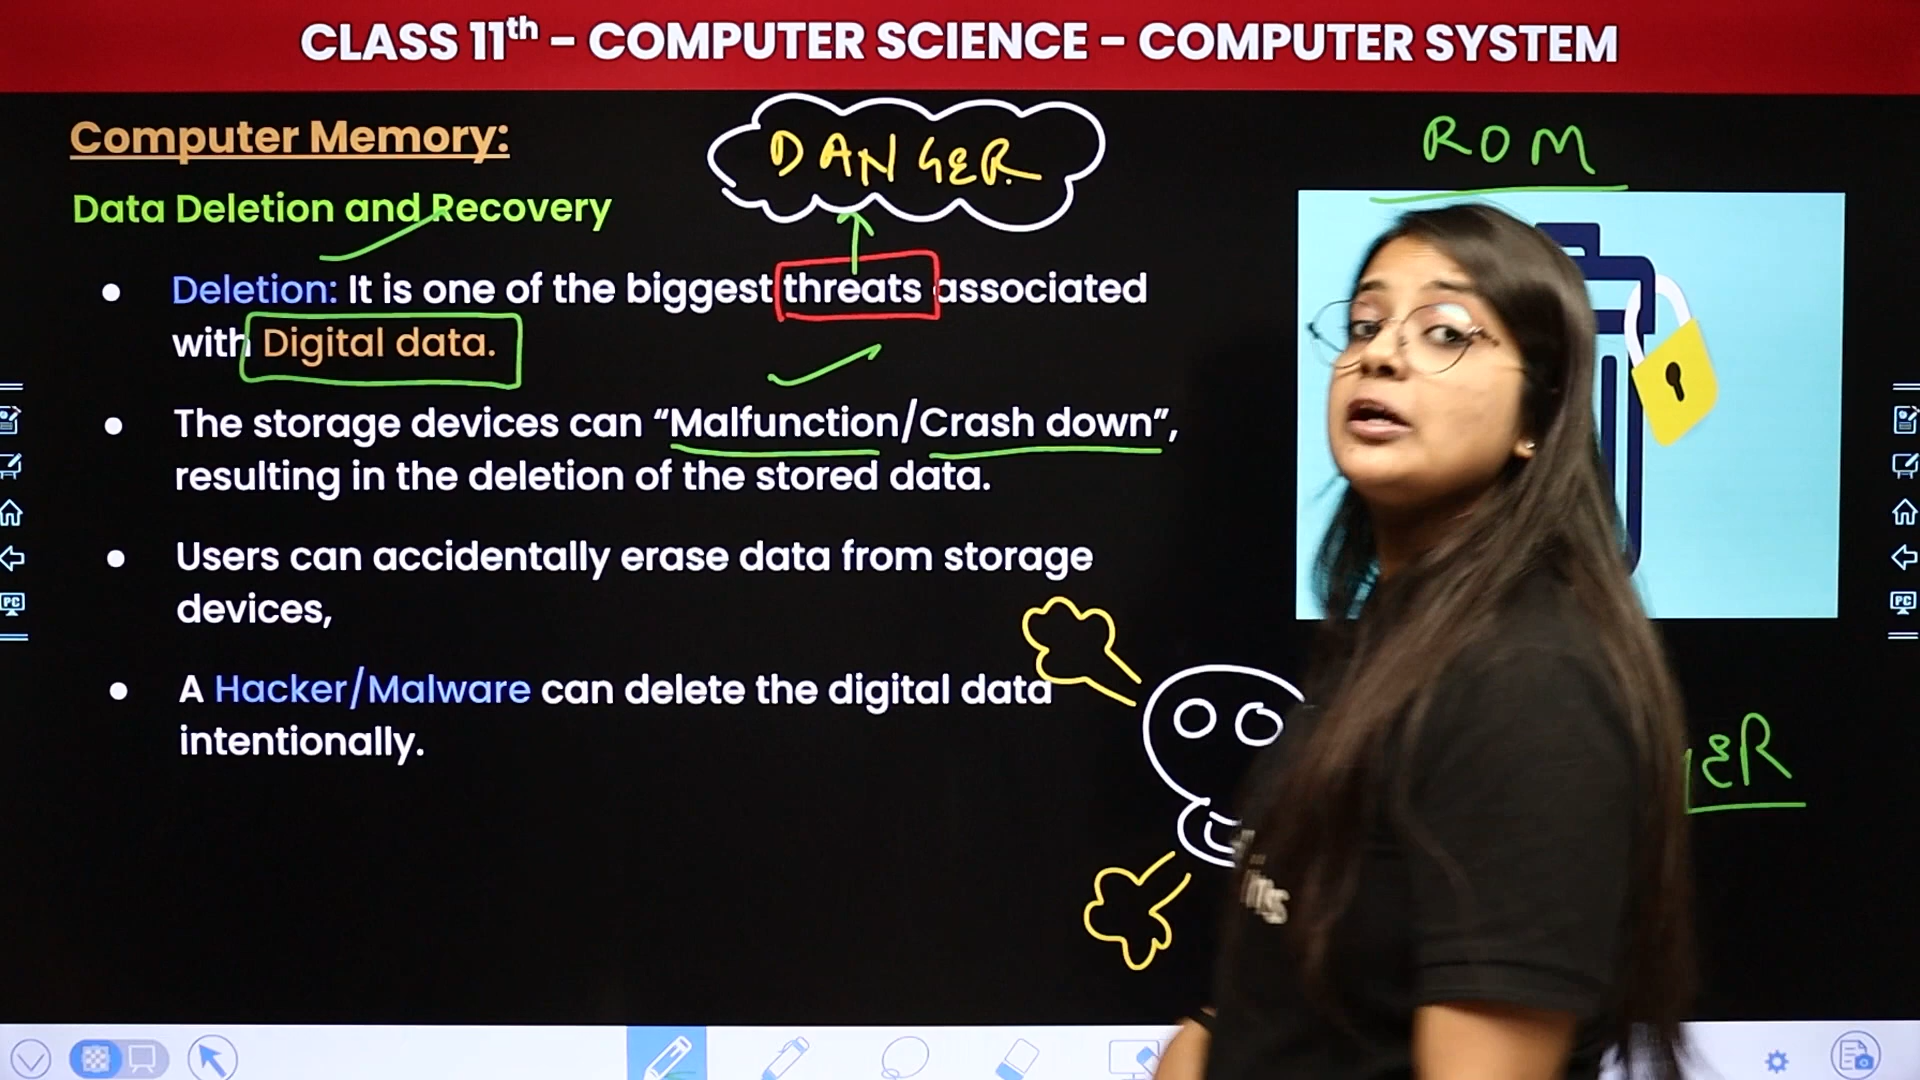 CLASS 11th - COMPUTER SCIENCE - COMPUTER SYSTEM
Computer Memory:
DANGER
ROM
Data Deletion and Recovery
• Deletion: It is one of the biggest threats associated
with Digital data.
• The storage devices can “Malfunction/Crash down”,
resulting in the deletion of the stored data.
• Users can accidentally erase data from storage
devices,
• A Hacker/Malware can delete the digital data
intentionally.
PC
PC